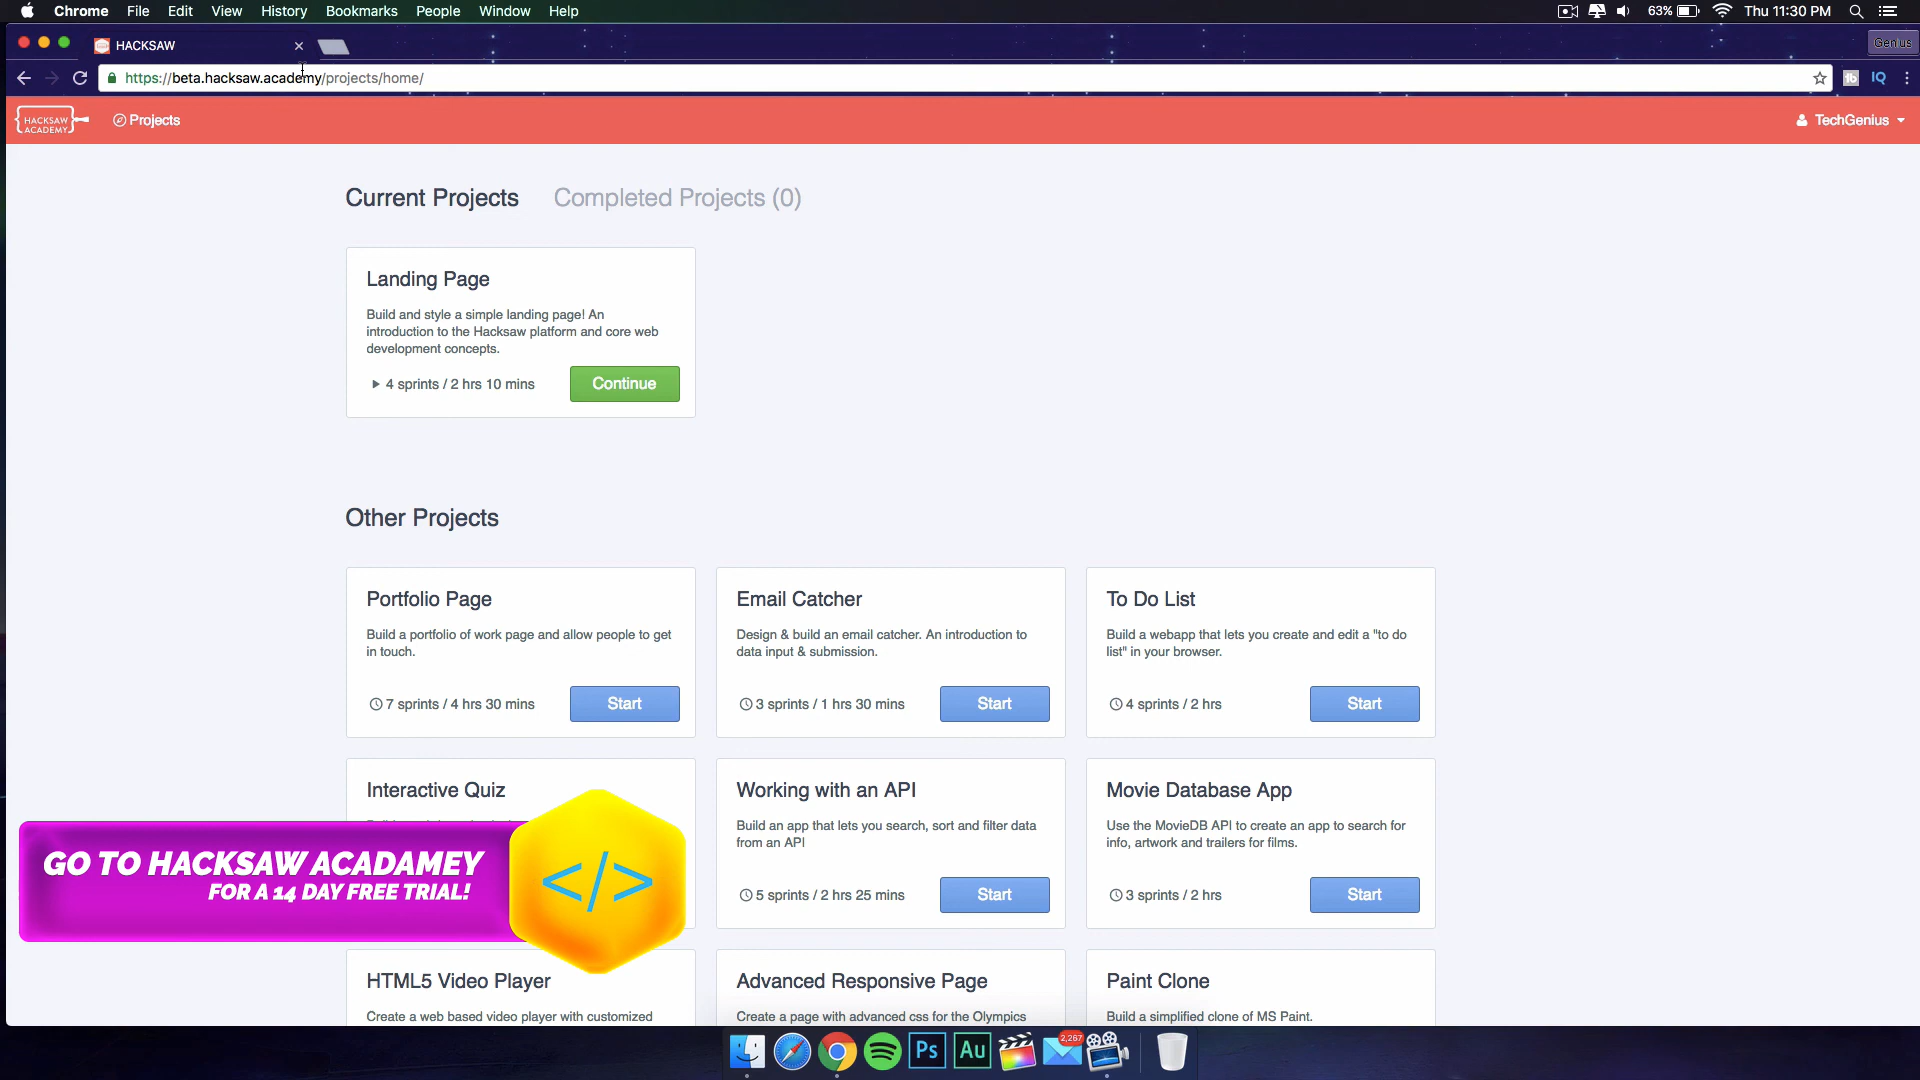 Chrome File Edit View History Bookmarks People Window Help 63% Thu 11:30 PM
HACKSAW Genius
https://beta.hacksaw.academy/projects/home/
HACKSAW
ACADEMY
Projects TechGenius
Current Projects Completed Projects (0)
Landing Page
Build and style a simple landing page! An
introduction to the Hacksaw platform and core web
development concepts.
4 sprints / 2 hrs 10 mins Continue
Other Projects
Portfolio Page
Build a portfolio of work page and allow people to get
in touch.
7 sprints / 4 hrs 30 mins Start
Email Catcher
Design & build an email catcher. An introduction to
data input & submission.
3 sprints / 1 hrs 30 mins Start
To Do List
Build a webapp that lets you create and edit a "to do
list" in your browser.
4 sprints / 2 hrs Start
Interactive Quiz
Working with an API
Build an app that lets you search, sort and filter data
from an API
5 sprints / 2 hrs 25 mins Start
Movie Database App
Use the MovieDB API to create an app to search for
info, artwork and trailers for films.
3 sprints / 2 hrs Start
GO TO HACKSAW ACADAMEY
FOR A 14 DAY FREE TRIAL!
</>
HTML5 Video Player
Create a web based video player with customized
Advanced Responsive Page
Create a page with advanced css for the Olympics
Paint Clone
Build a simplified clone of MS Paint.
Ps Au 2,267